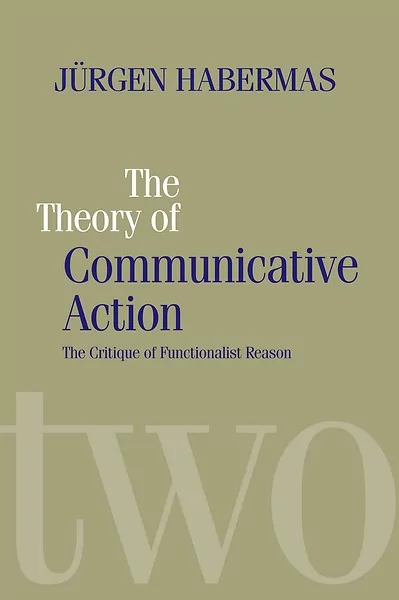 JÜRGEN HABERMAS
The
Theory of
Communicative
Action
The Critique of Functionalist Reason
two